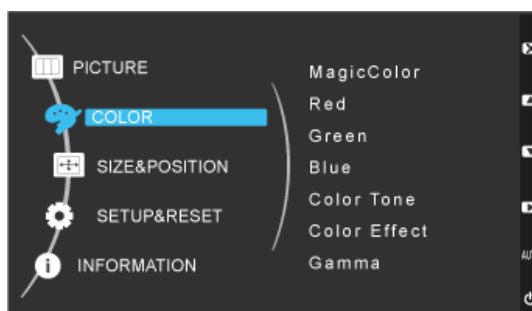 PICTURE
COLOR
SIZE&POSITION
SETUP&RESET
INFORMATION
MagicColor
Red
Green
Blue
Color Tone
Color Effect
Gamma